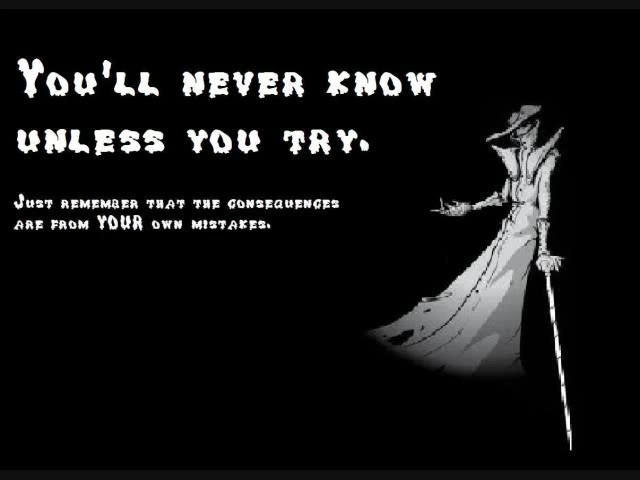 You'll never know
unless you try.
Just remember that the consequences
are from YOUR own mistakes.